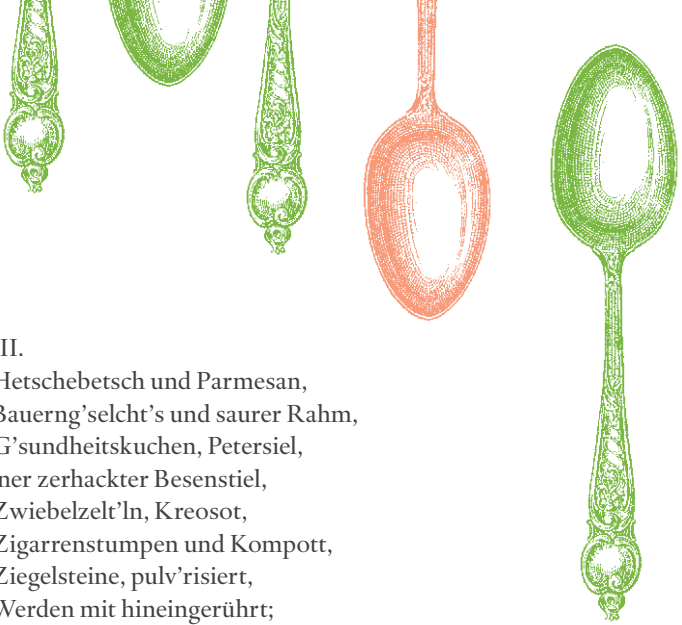 II.
Hetschebetsch und Parmesan,
Bauerng’selcht’s und saurer Rahm,
G’sundheitskuchen, Petersiel,
ner zerhackter Besenstiel,
Zwiebelzelt’ln, Kreosot,
Zigarrenstumpen und Kompott,
Ziegelsteine, pulv’risiert,
Werden mit hineingerührt;